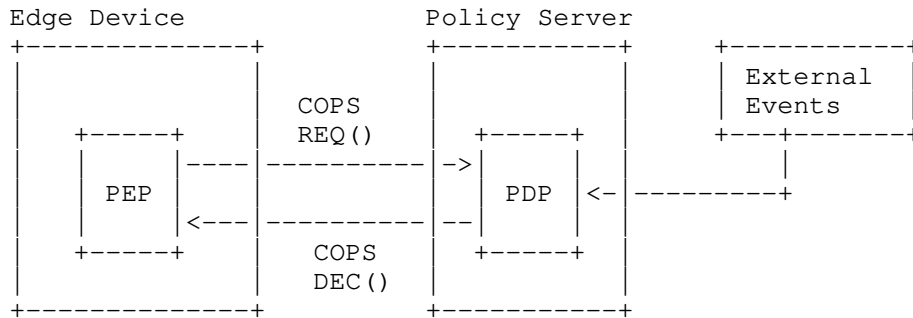 Edge Device Policy Server
External
Events
COPS
REQ()
PEP PDP
COPS
DEC()